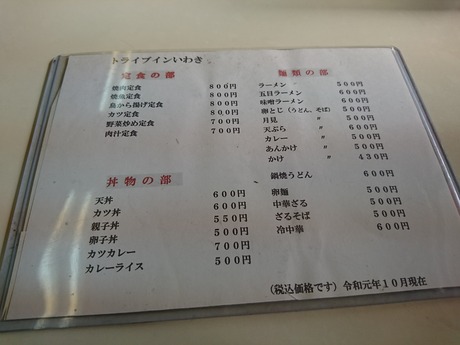 ドライブインいわき
定食の部
焼肉定食 800円
焼魚定食 800円
鳥から揚げ定食 800円
カツ定食 800円
野菜炒め定食 700円
肉汁定食 700円
丼物の部
天丼 600円
カツ丼 600円
親子丼 550円
卵子丼 500円
カツカレー 700円
カレーライス 500円
麺類の部
ラーメン 500円
五目ラーメン 600円
味噌ラーメン 600円
卵とじ(うどん、そば) 500円
月見 〃 500円
天ぷら 〃 600円
カレー 〃 500円
あんかけ 〃 500円
かけ 〃 430円
鍋焼うどん 600円
卵麺 500円
中華ざる 500円
ざるそば 500円
冷中華 600円
(税込価格です)令和元年10月現在